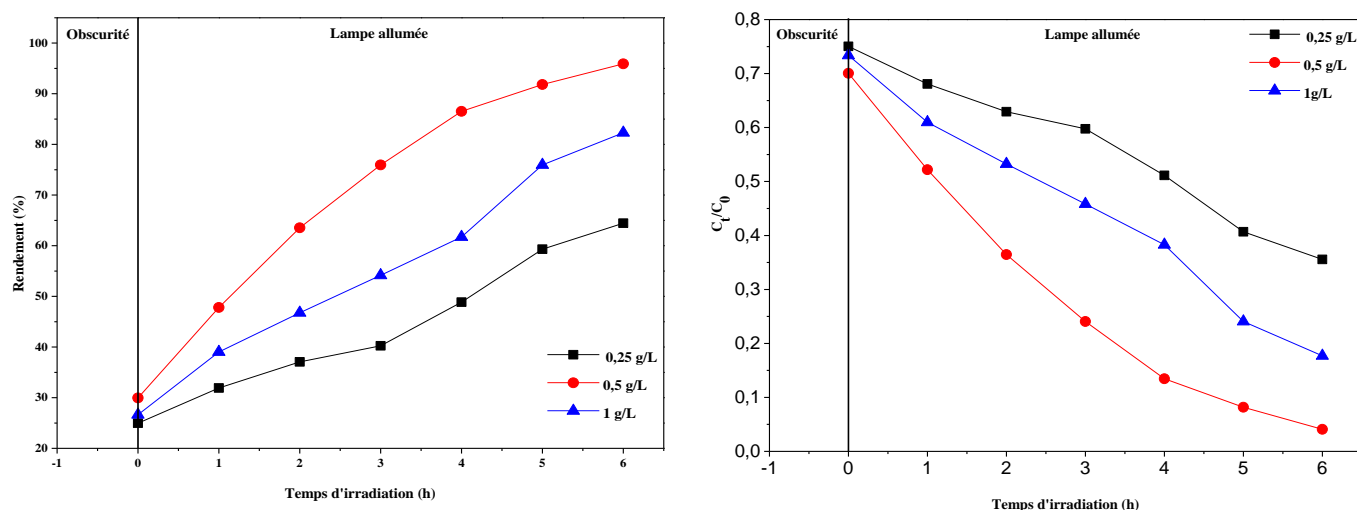 Obscurité
Lampe allumée
100
90
80
70
60
50
40
30
20
Rendement (%)
0,25 g/L
0,5 g/L
1 g/L
-1 0 1 2 3 4 5 6
Temps d'irradiation (h)
Obscurité
Lampe allumée
0,25 g/L
0,5 g/L
1g/L
0,8
0,7
0,6
0,5
0,4
0,3
0,2
0,1
0,0
Ct/C0
-1 0 1 2 3 4 5 6
Temps d'irradiation (h)